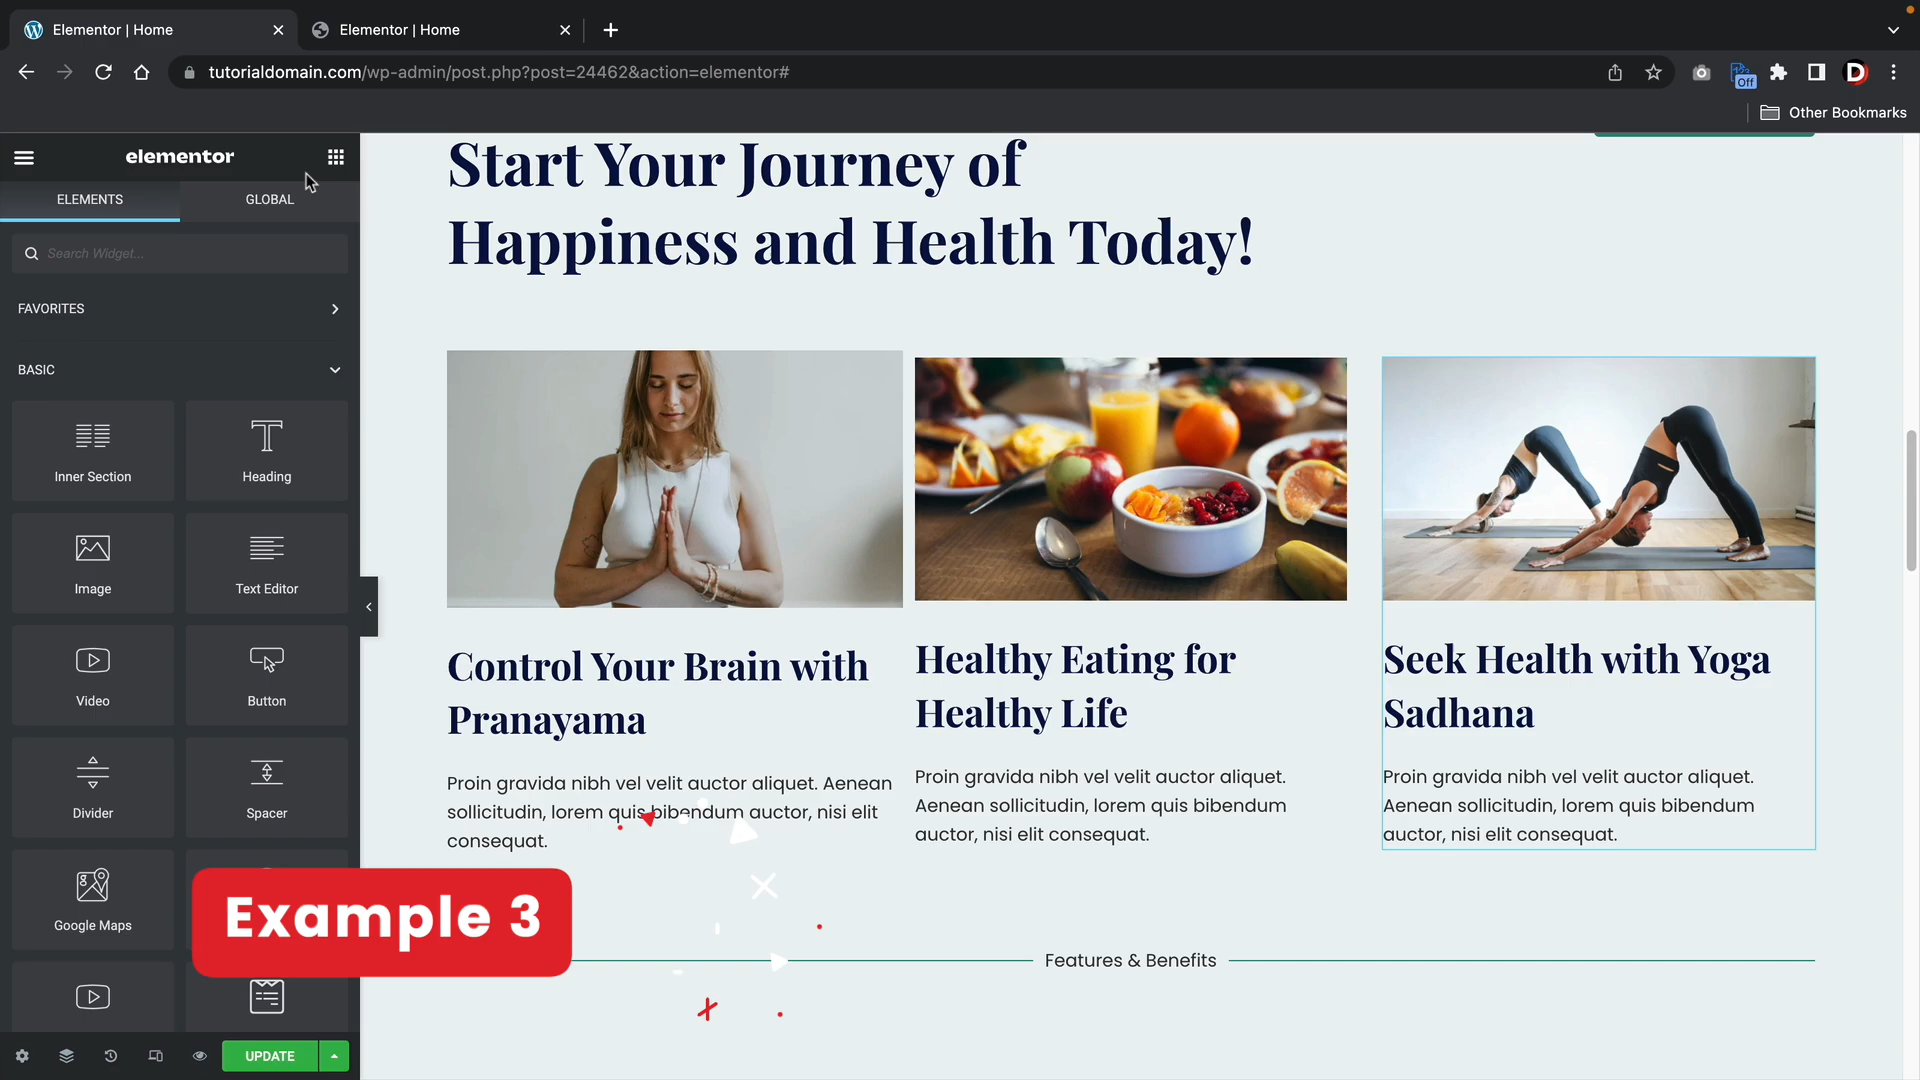 Elementor | Home
Elementor | Home
tutorialdomain.com/wp-admin/post.php?post=24462&action=elementor#
Off
D
Other Bookmarks
elementor
ELEMENTS
GLOBAL
Search Widget...
FAVORITES
BASIC
Inner Section
Heading
Image
Text Editor
Video
Button
Divider
Spacer
Google Maps
UPDATE
Start Your Journey of
Happiness and Health Today!
Control Your Brain with
Pranayama
Proin gravida nibh vel velit auctor aliquet. Aenean
sollicitudin, lorem quis bibendum auctor, nisi elit
consequat.
Healthy Eating for
Healthy Life
Proin gravida nibh vel velit auctor aliquet.
Aenean sollicitudin, lorem quis bibendum
auctor, nisi elit consequat.
Seek Health with Yoga
Sadhana
Proin gravida nibh vel velit auctor aliquet.
Aenean sollicitudin, lorem quis bibendum
auctor, nisi elit consequat.
Example 3
Features & Benefits